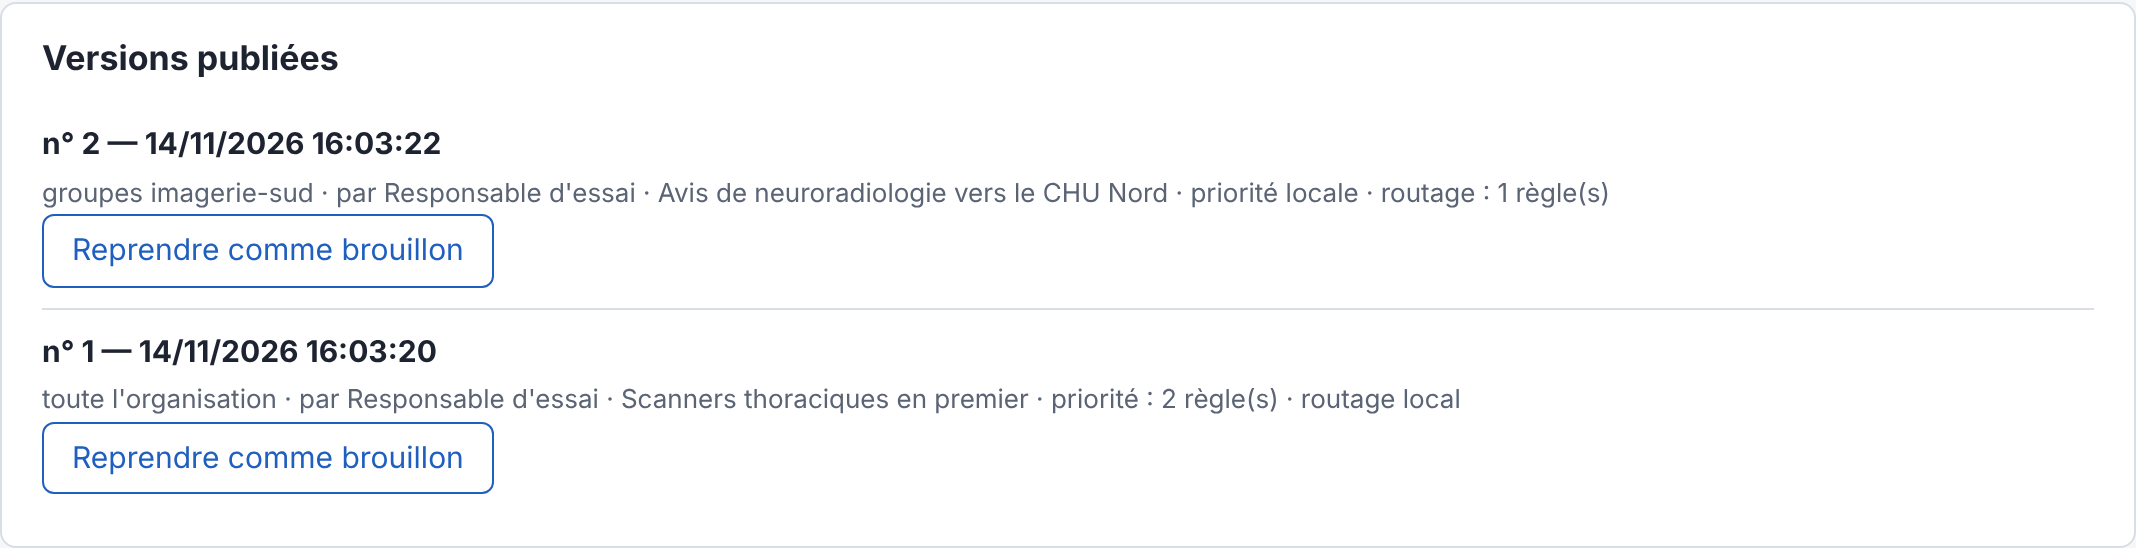 Versions publiées
n° 2 — 14/11/2026 16:03:22
groupes imagerie-sud · par Responsable d'essai · Avis de neuroradiologie vers le CHU Nord · priorité locale · routage : 1 règle(s)
Reprendre comme brouillon
n° 1 — 14/11/2026 16:03:20
toute l'organisation · par Responsable d'essai · Scanners thoraciques en premier · priorité : 2 règle(s) · routage local
Reprendre comme brouillon